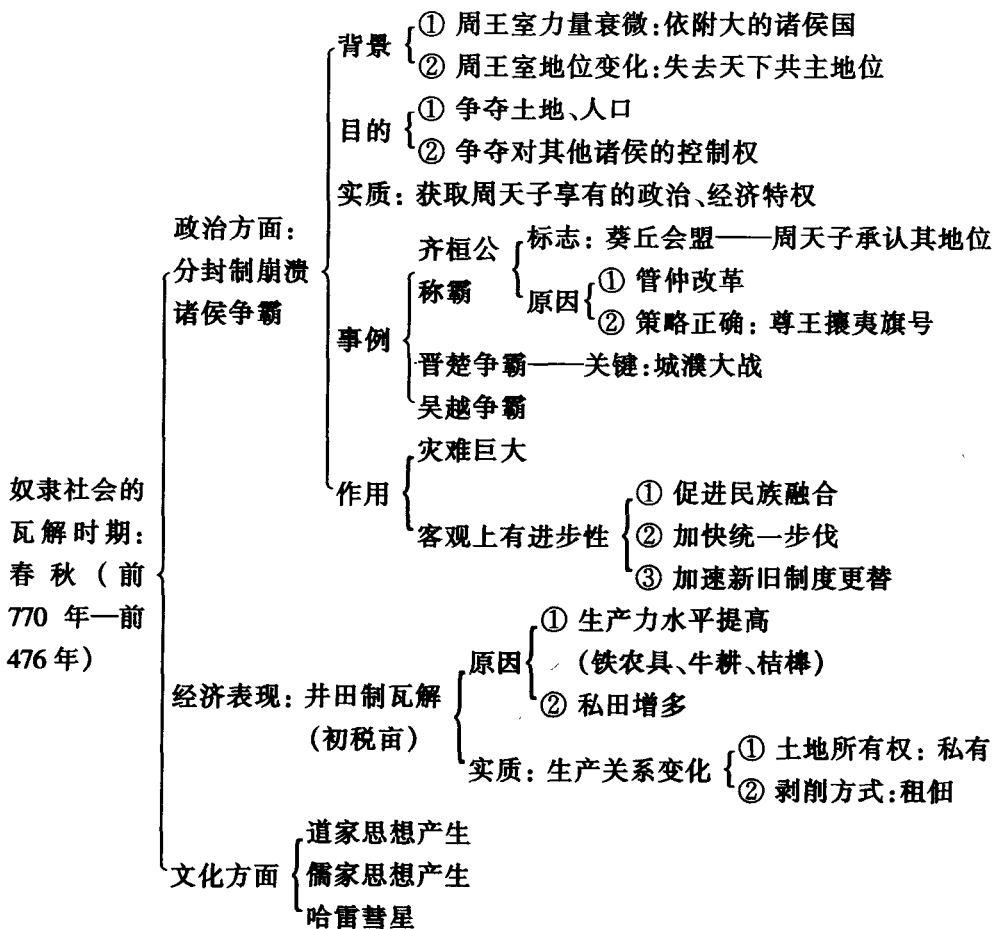 奴隶社会的
瓦解时期：
春秋（前
770年—前
476年）
政治方面：
分封制崩溃
诸侯争霸
背景
① 周王室力量衰微：依附大的诸侯国
② 周王室地位变化：失去天下共主地位
目的
① 争夺土地、人口
② 争夺对其他诸侯的控制权
实质：获取周天子享有的政治、经济特权
事例
齐桓公
称霸
标志：葵丘会盟——周天子承认其地位
原因
① 管仲改革
② 策略正确：尊王攘夷旗号
晋楚争霸——关键：城濮大战
吴越争霸
作用
灾难巨大
客观上有进步性
① 促进民族融合
② 加快统一步伐
③ 加速新旧制度更替
经济表现：井田制瓦解
（初税亩）
原因
① 生产力水平提高
（铁农具、牛耕、桔槔）
② 私田增多
实质：生产关系变化
① 土地所有权：私有
② 剥削方式：租佃
文化方面
道家思想产生
儒家思想产生
哈雷彗星